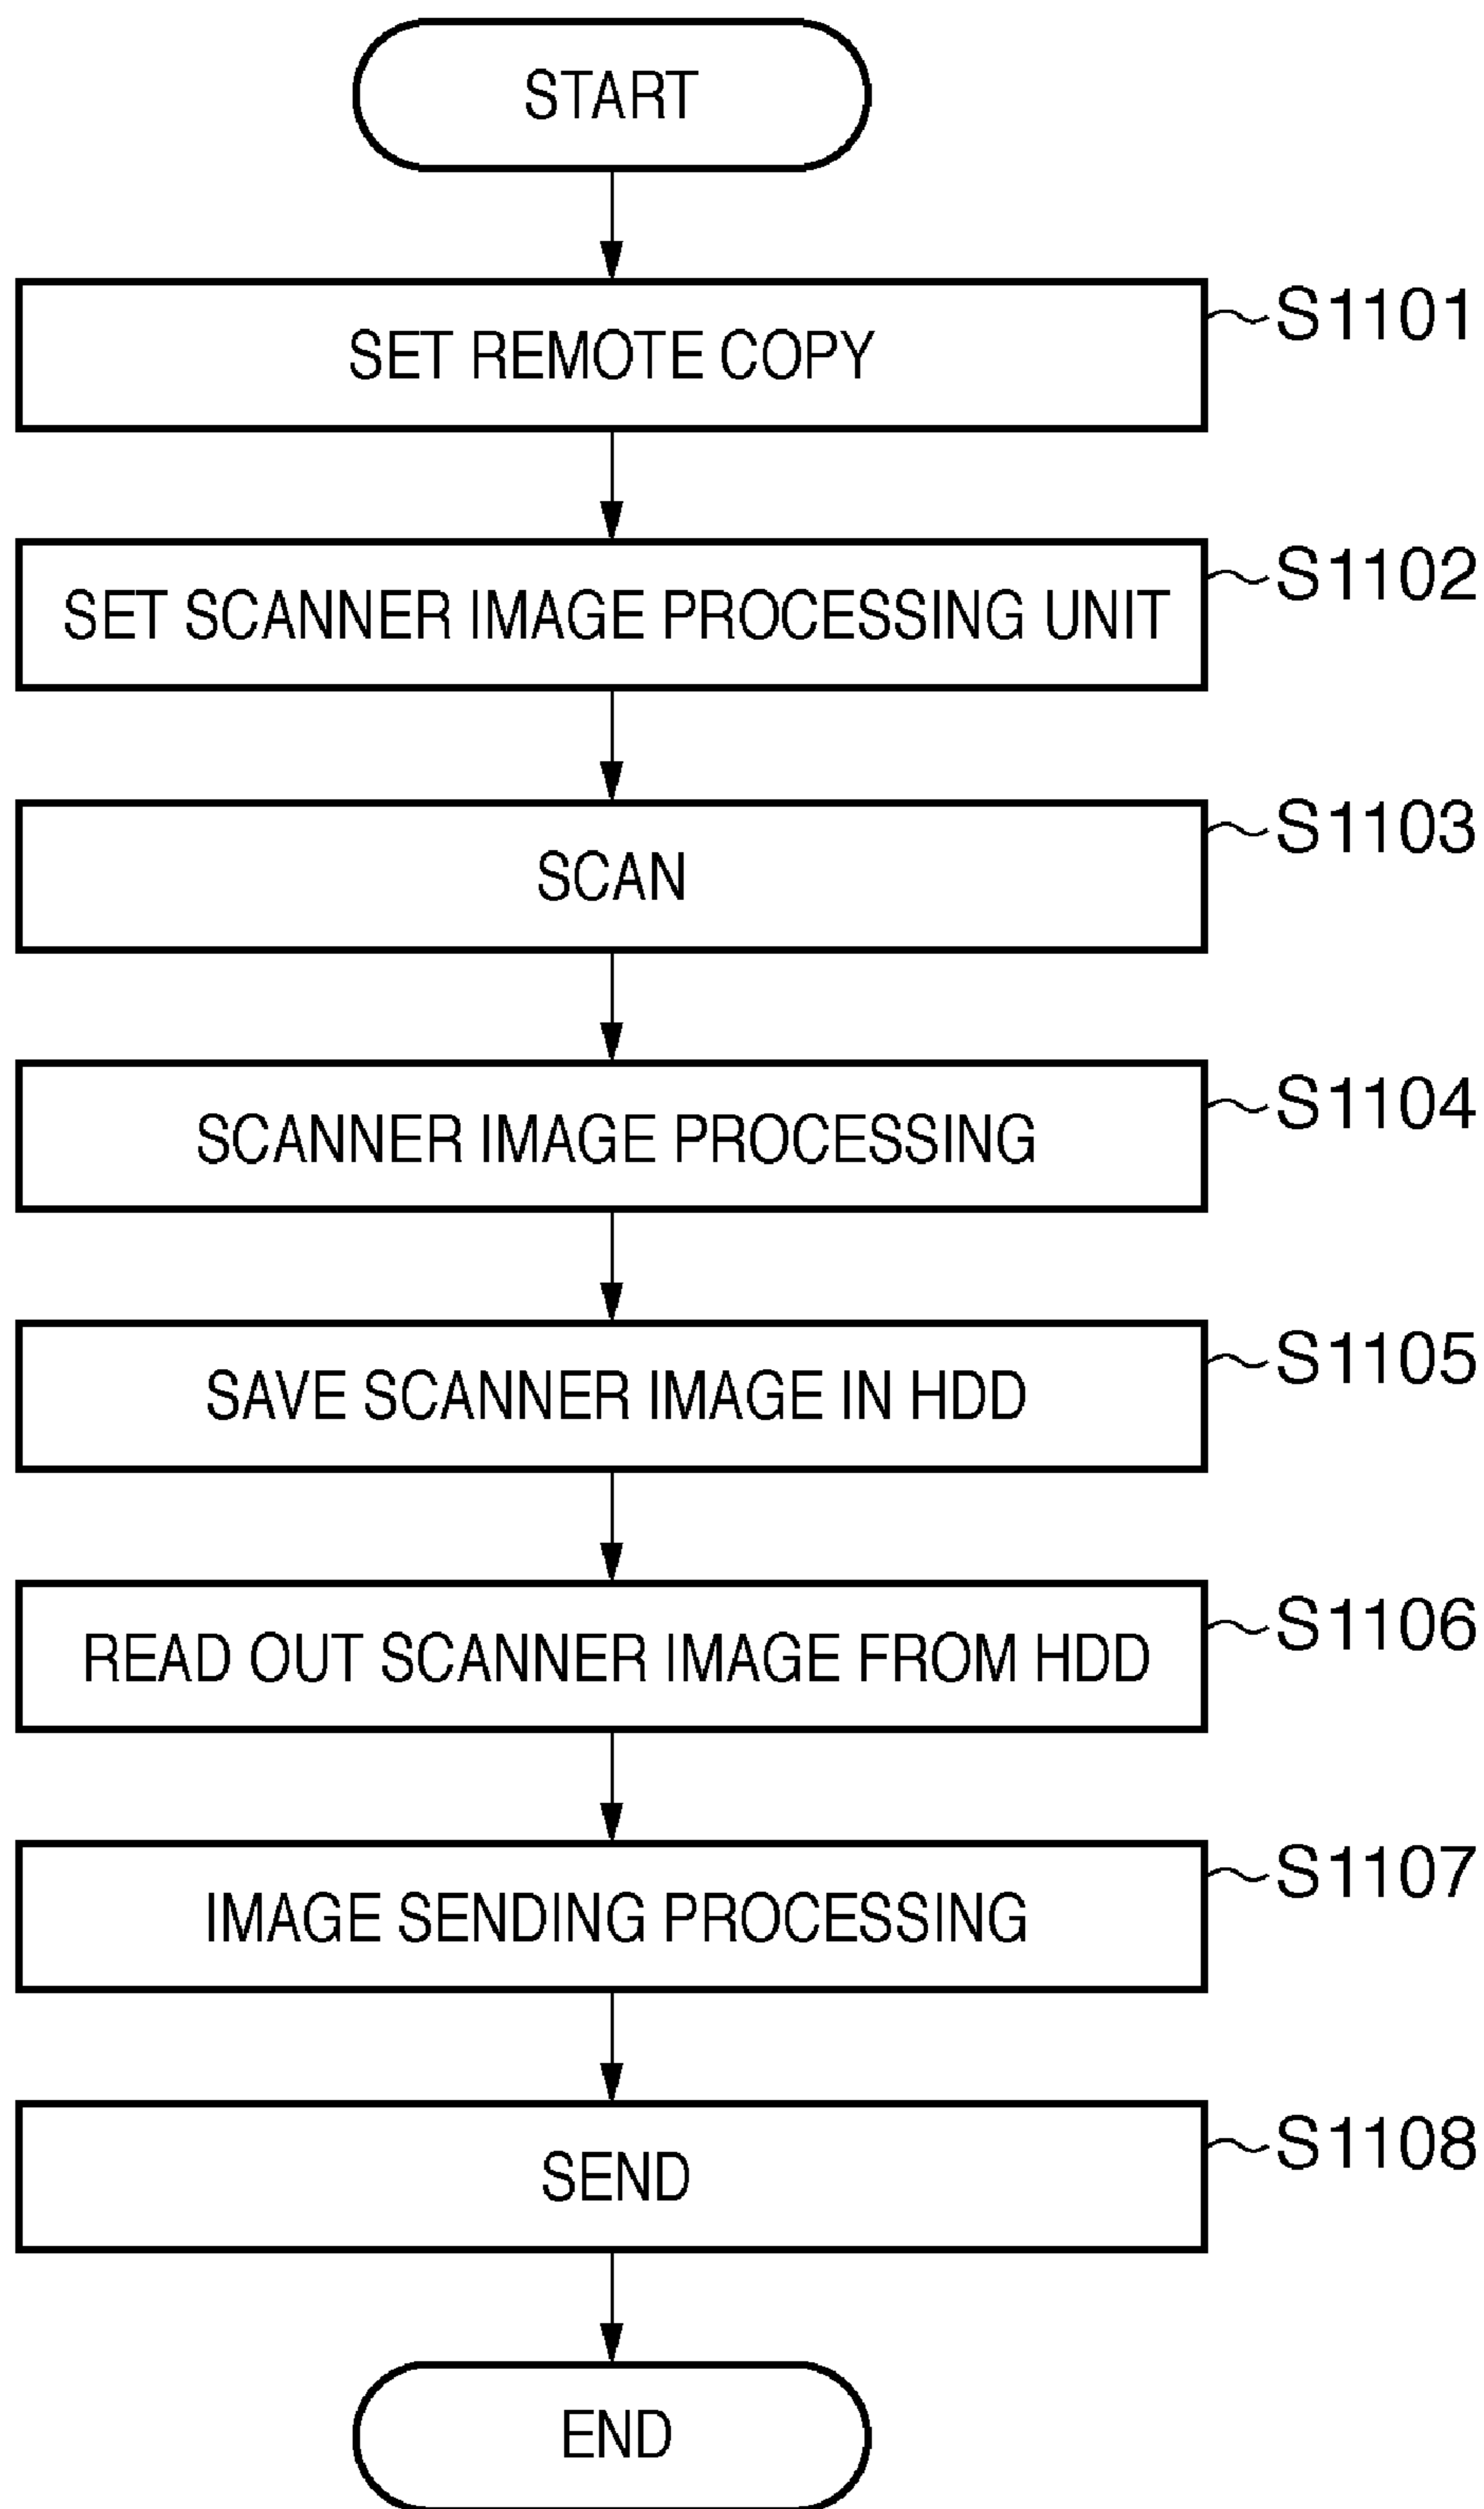 START
SET REMOTE COPY
S1101
SET SCANNER IMAGE PROCESSING UNIT
S1102
SCAN
S1103
SCANNER IMAGE PROCESSING
S1104
SAVE SCANNER IMAGE IN HDD
S1105
READ OUT SCANNER IMAGE FROM HDD
S1106
IMAGE SENDING PROCESSING
S1107
SEND
S1108
END